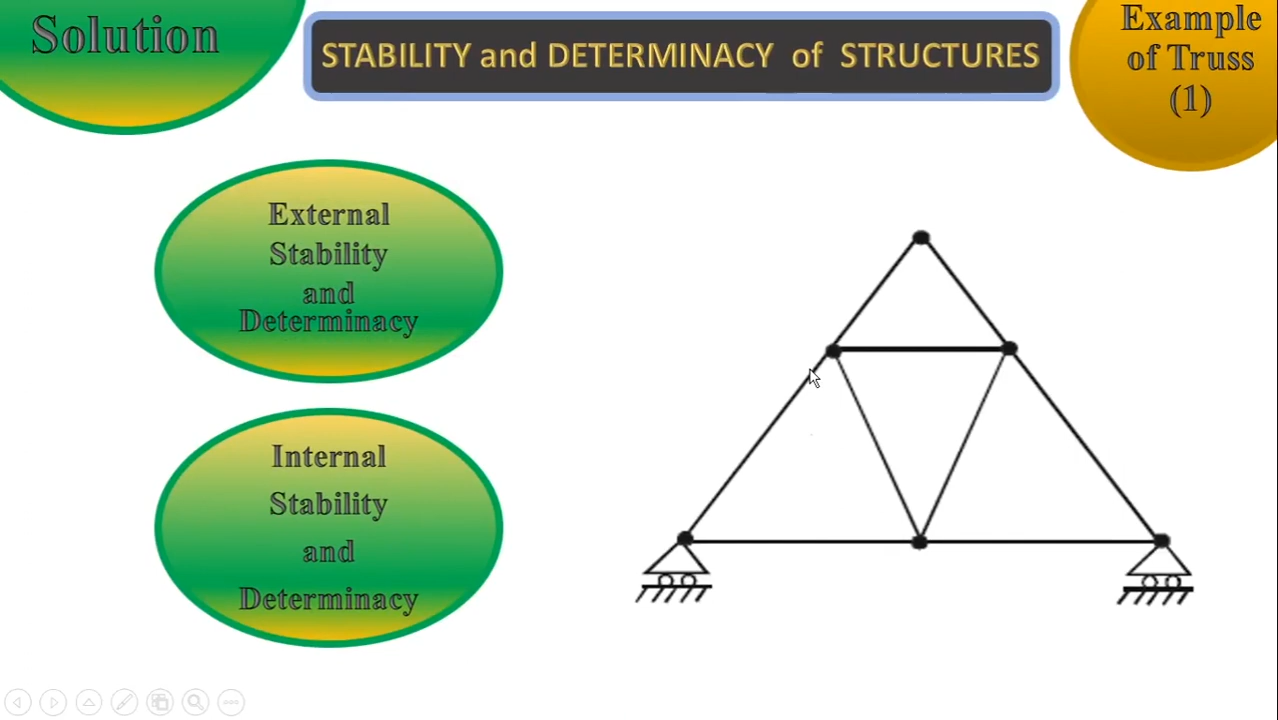 Solution
STABILITY and DETERMINACY of STRUCTURES
Example
of Truss
(1)
External
Stability
and
Determinacy
Internal
Stability
and
Determinacy